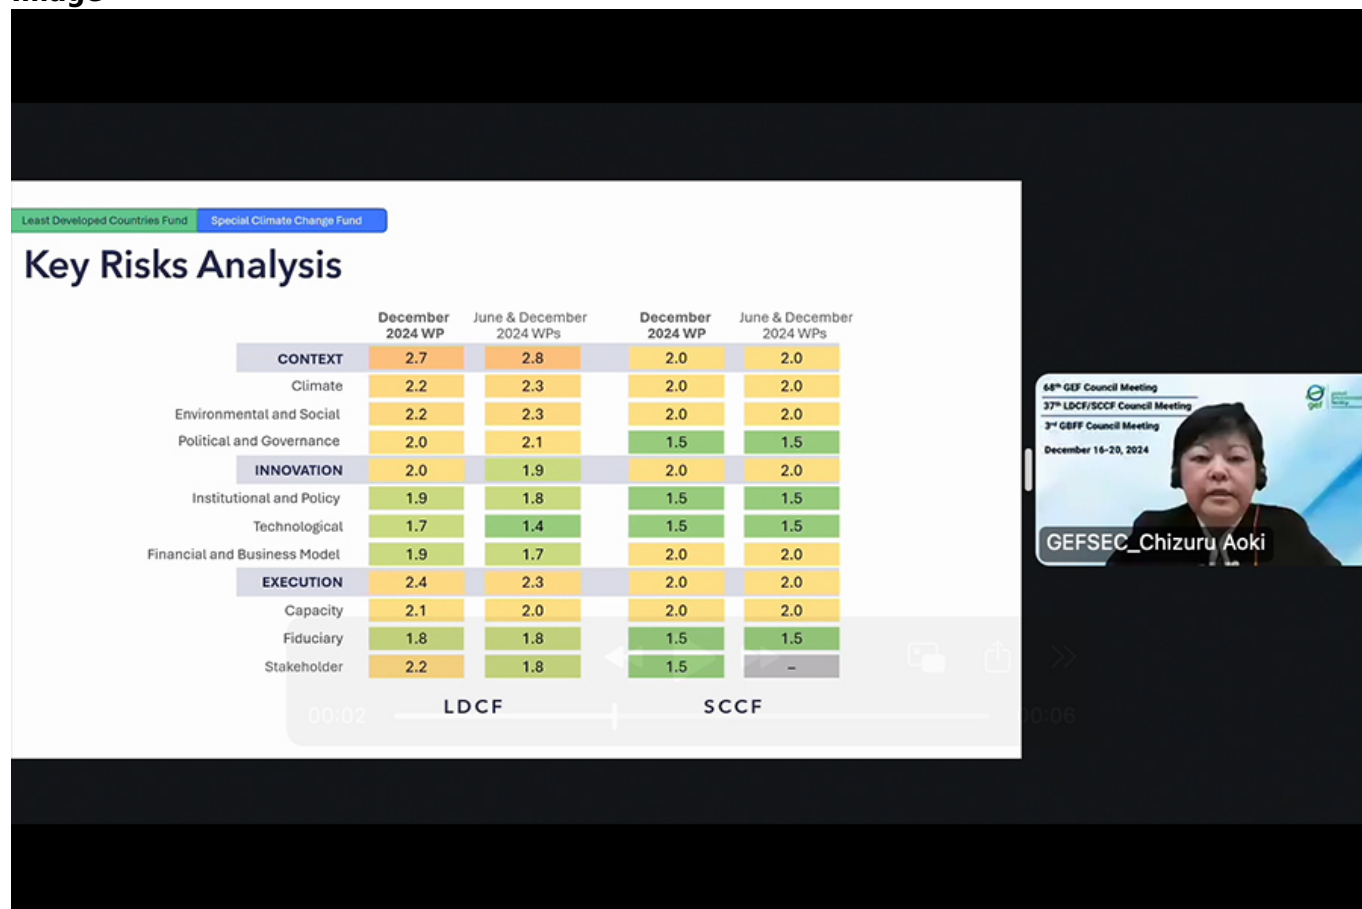 Least Developed Countries Fund Special Climate Change Fund
Key Risks Analysis
December 2024 WP June & December 2024 WPs December 2024 WP June & December 2024 WPs
CONTEXT 2.7 2.8 2.0 2.0
Climate 2.2 2.3 2.0 2.0
Environmental and Social 2.2 2.3 2.0 2.0
Political and Governance 2.0 2.1 1.5 1.5
INNOVATION 2.0 1.9 2.0 2.0
Institutional and Policy 1.9 1.8 1.5 1.5
Technological 1.7 1.4 1.5 1.5
Financial and Business Model 1.9 1.7 2.0 2.0
EXECUTION 2.4 2.3 2.0 2.0
Capacity 2.1 2.0 2.0 2.0
Fiduciary 1.8 1.8 1.5 1.5
Stakeholder 2.2 1.8 1.5 –
LDCF SCCF
00:02 00:06
68th GEF Council Meeting
37th LDCF/SCCF Council Meeting
3rd GBFF Council Meeting
December 16-20, 2024
gef
GEFSEC_Chizuru Aoki